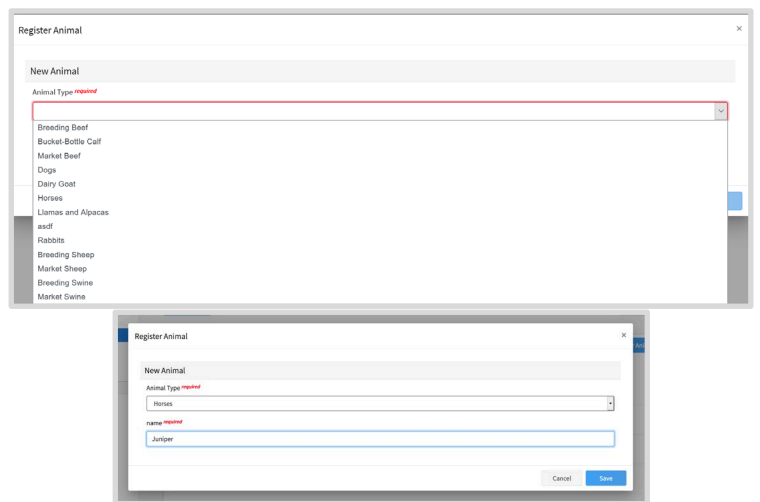 Register Animal ×
New Animal
Animal Type required
Breeding Beef
Bucket-Bottle Calf
Market Beef
Dogs
Dairy Goat
Horses
Llamas and Alpacas
asdf
Rabbits
Breeding Sheep
Market Sheep
Breeding Swine
Market Swine
Register Animal ×
New Animal
Animal Type required
Horses
name required
Juniper
Cancel Save